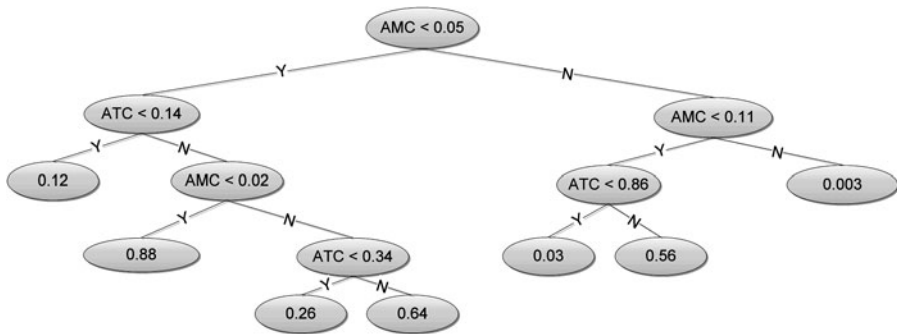 AMC < 0.05
Y
N
ATC < 0.14
AMC < 0.11
Y
N
Y
N
0.12
AMC < 0.02
ATC < 0.86
0.003
Y
N
Y
N
0.88
ATC < 0.34
0.03
0.56
Y
N
0.26
0.64